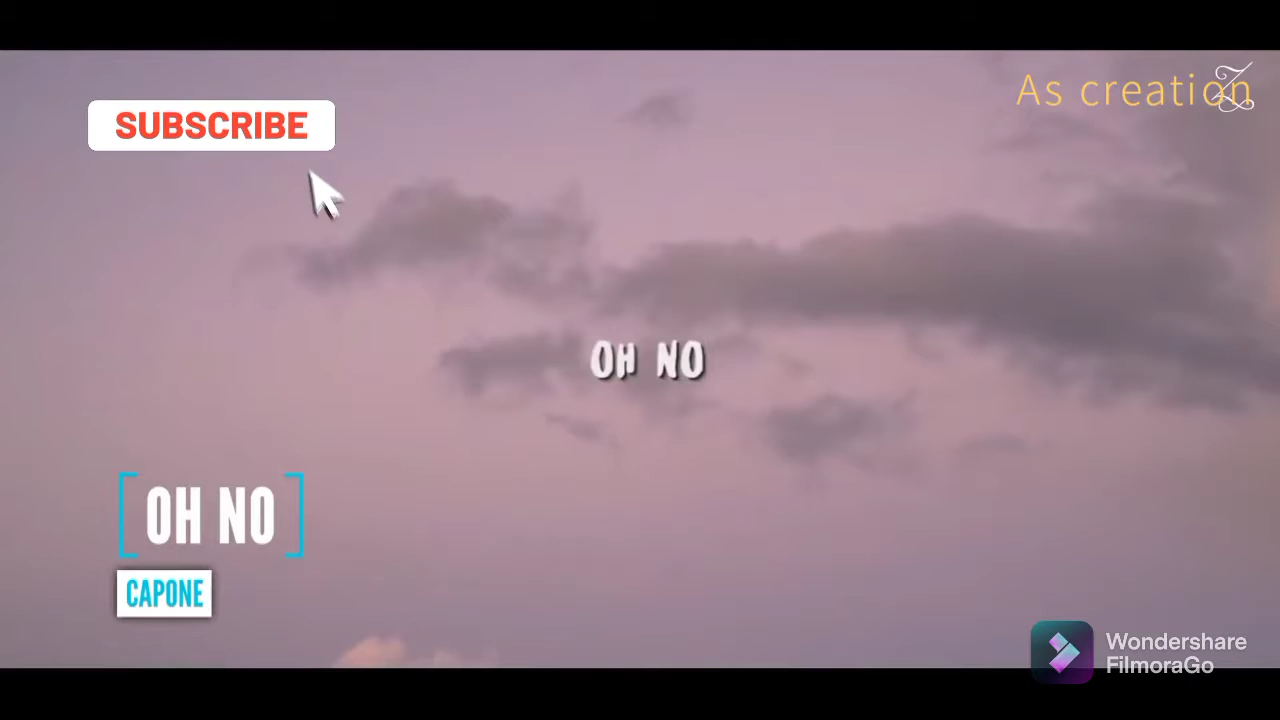 SUBSCRIBE
As creation
Z
OH NO
[OH NO]
CAPONE
Wondershare
FilmoraGo